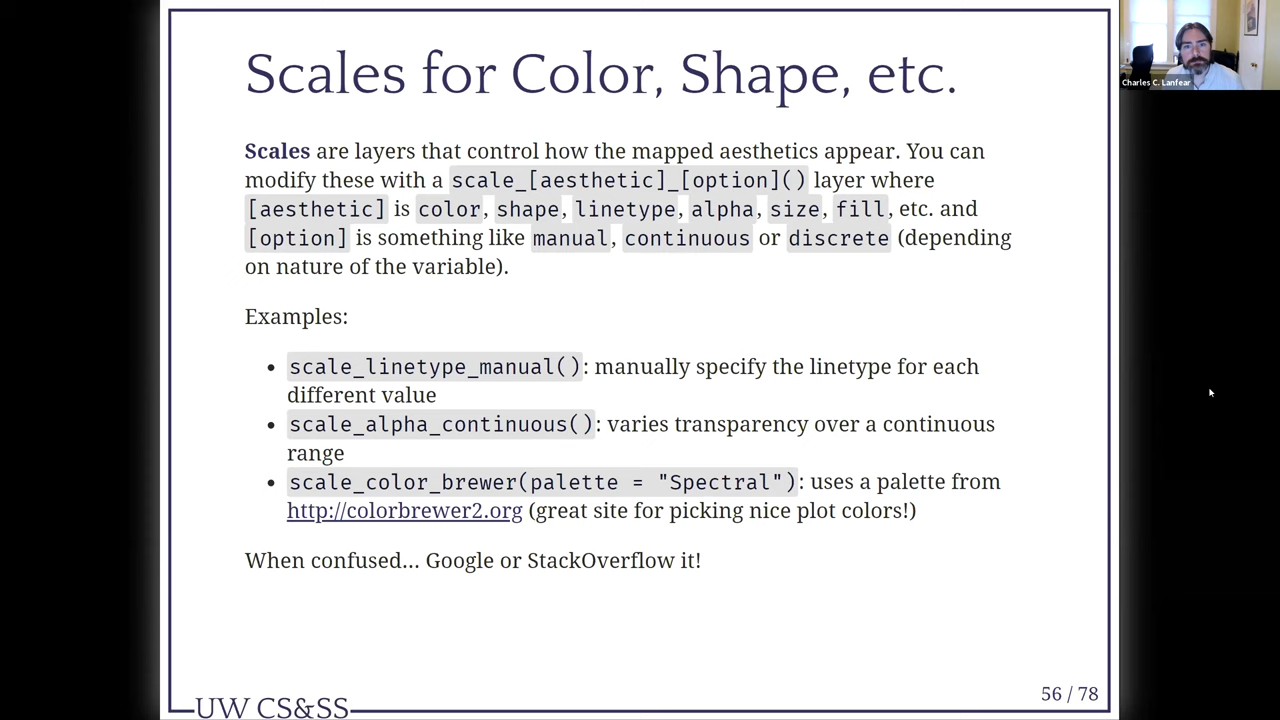 Scales for Color, Shape, etc.
Charles C. Lanfear
Scales are layers that control how the mapped aesthetics appear. You can
modify these with a scale_[aesthetic]_[option]() layer where
[aesthetic] is color, shape, linetype, alpha, size, fill, etc. and
[option] is something like manual, continuous or discrete (depending
on nature of the variable).
Examples:
• scale_linetype_manual(): manually specify the linetype for each
different value
• scale_alpha_continuous(): varies transparency over a continuous
range
• scale_color_brewer(palette = "Spectral"): uses a palette from
http://colorbrewer2.org (great site for picking nice plot colors!)
When confused... Google or StackOverflow it!
56 / 78
UW CS&SS